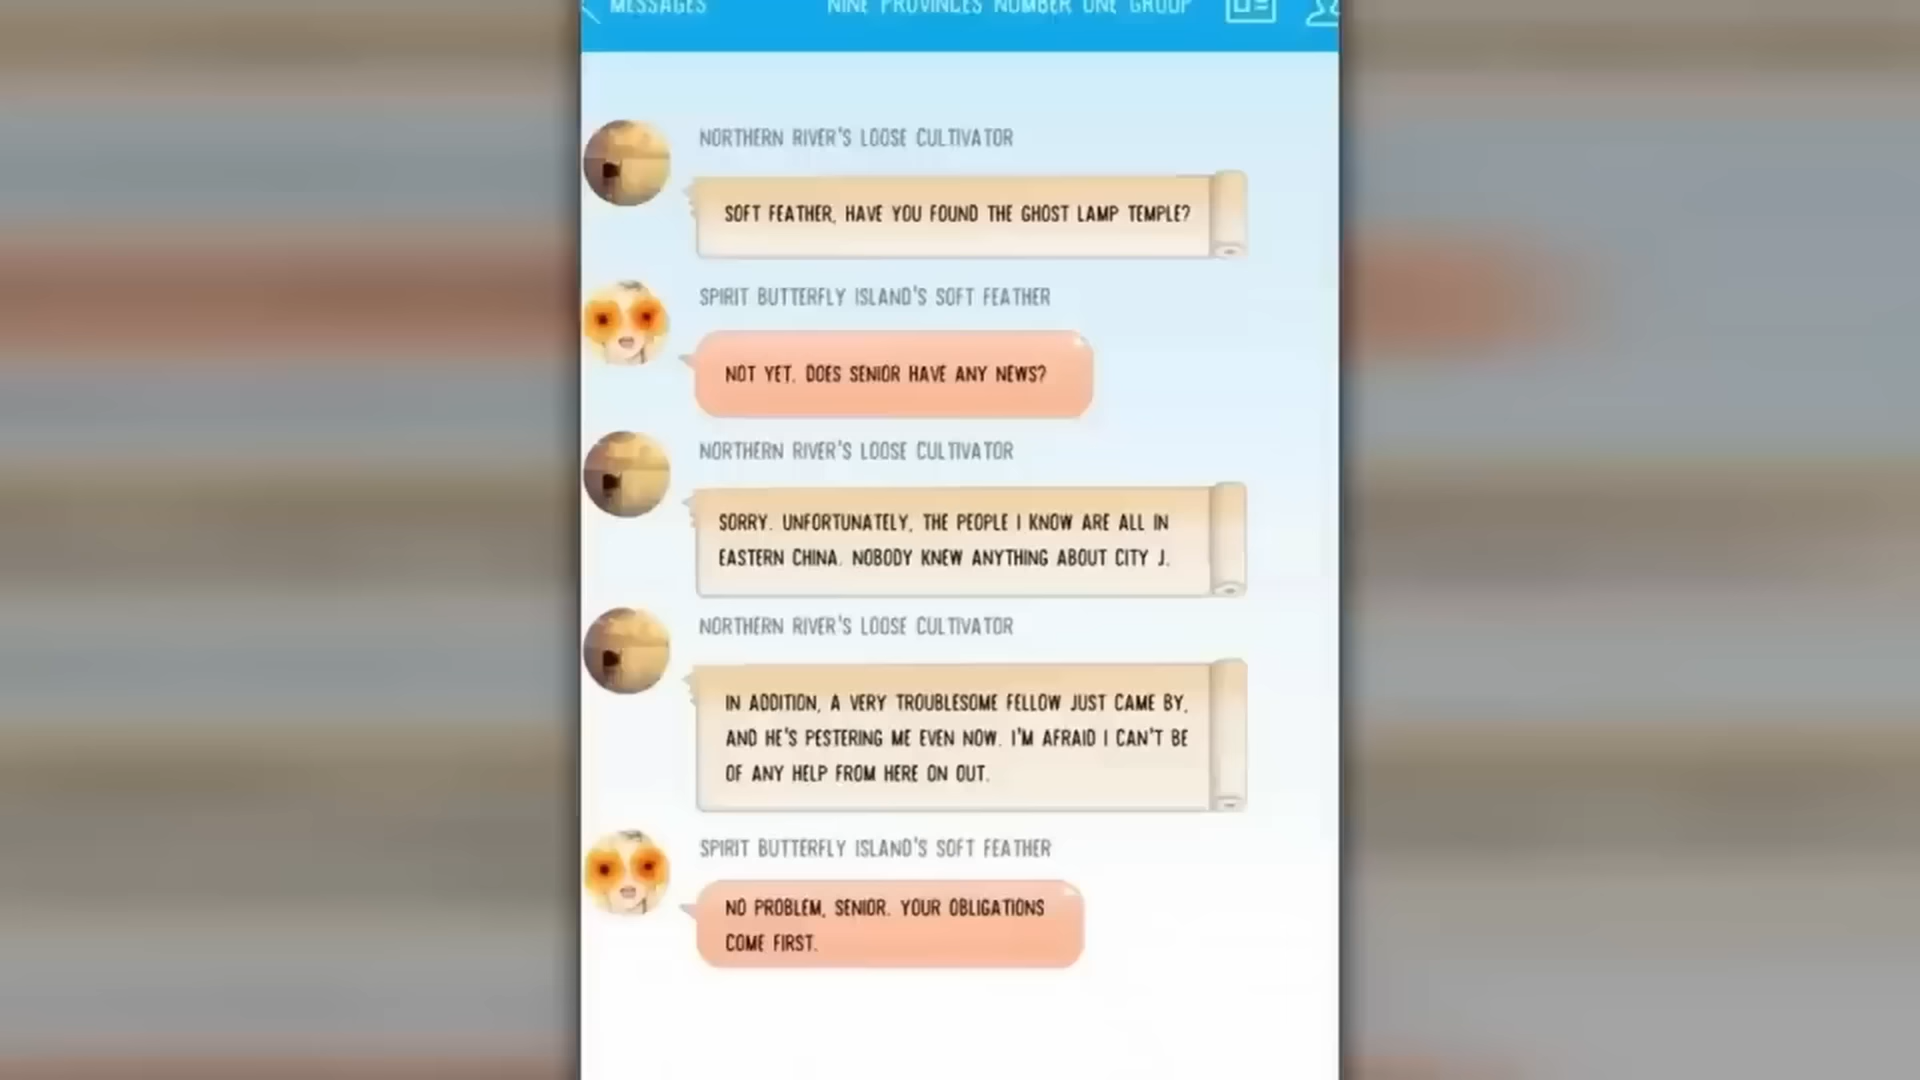 MESSAGES NINE PROVINCES NUMBER ONE GROUP
NORTHERN RIVER'S LOOSE CULTIVATOR
SOFT FEATHER, HAVE YOU FOUND THE GHOST LAMP TEMPLE?
SPIRIT BUTTERFLY ISLAND'S SOFT FEATHER
NOT YET. DOES SENIOR HAVE ANY NEWS?
NORTHERN RIVER'S LOOSE CULTIVATOR
SORRY. UNFORTUNATELY, THE PEOPLE I KNOW ARE ALL IN
EASTERN CHINA. NOBODY KNEW ANYTHING ABOUT CITY J.
NORTHERN RIVER'S LOOSE CULTIVATOR
IN ADDITION, A VERY TROUBLESOME FELLOW JUST CAME BY,
AND HE'S PESTERING ME EVEN NOW. I'M AFRAID I CAN'T BE
OF ANY HELP FROM HERE ON OUT.
SPIRIT BUTTERFLY ISLAND'S SOFT FEATHER
NO PROBLEM, SENIOR. YOUR OBLIGATIONS
COME FIRST.